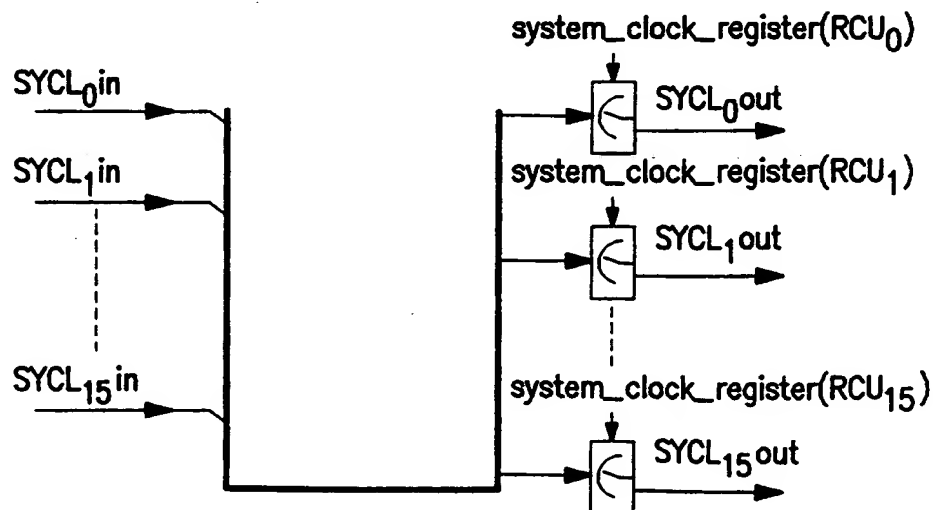 system_clock_register(RCU₀)
SYCL₀in
SYCL₀out
SYCL₁in
system_clock_register(RCU₁)
SYCL₁out
SYCL₁₅in
system_clock_register(RCU₁₅)
SYCL₁₅out